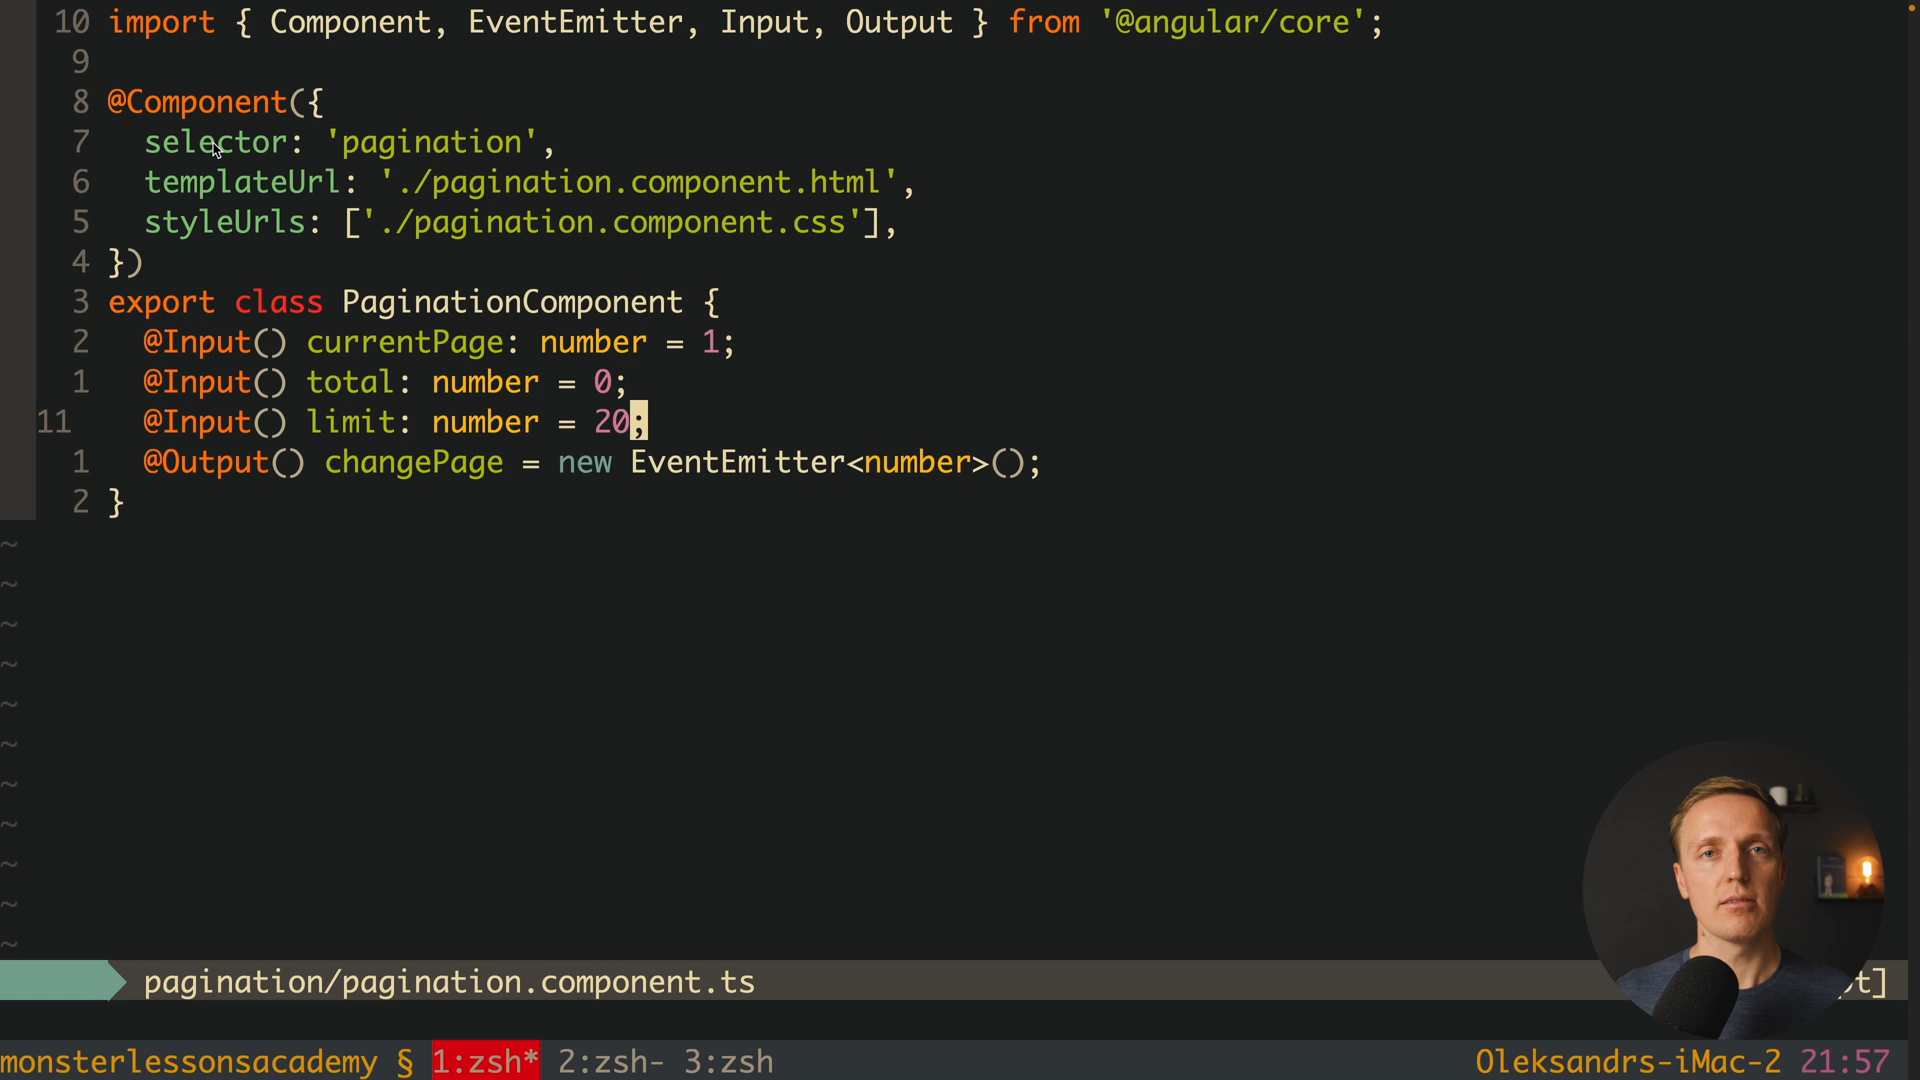 10 import { Component, EventEmitter, Input, Output } from '@angular/core';
9
8 @Component({
7   selector: 'pagination',
6   templateUrl: './pagination.component.html',
5   styleUrls: ['./pagination.component.css'],
4 })
3 export class PaginationComponent {
2   @Input() currentPage: number = 1;
1   @Input() total: number = 0;
11   @Input() limit: number = 20;
1   @Output() changePage = new EventEmitter<number>();
2 }
~
~
~
~
~
~
~
~
~
~
~
pagination/pagination.component.ts
monsterlessonsacademy § 1:zsh* 2:zsh- 3:zsh Oleksandrs-iMac-2 21:57